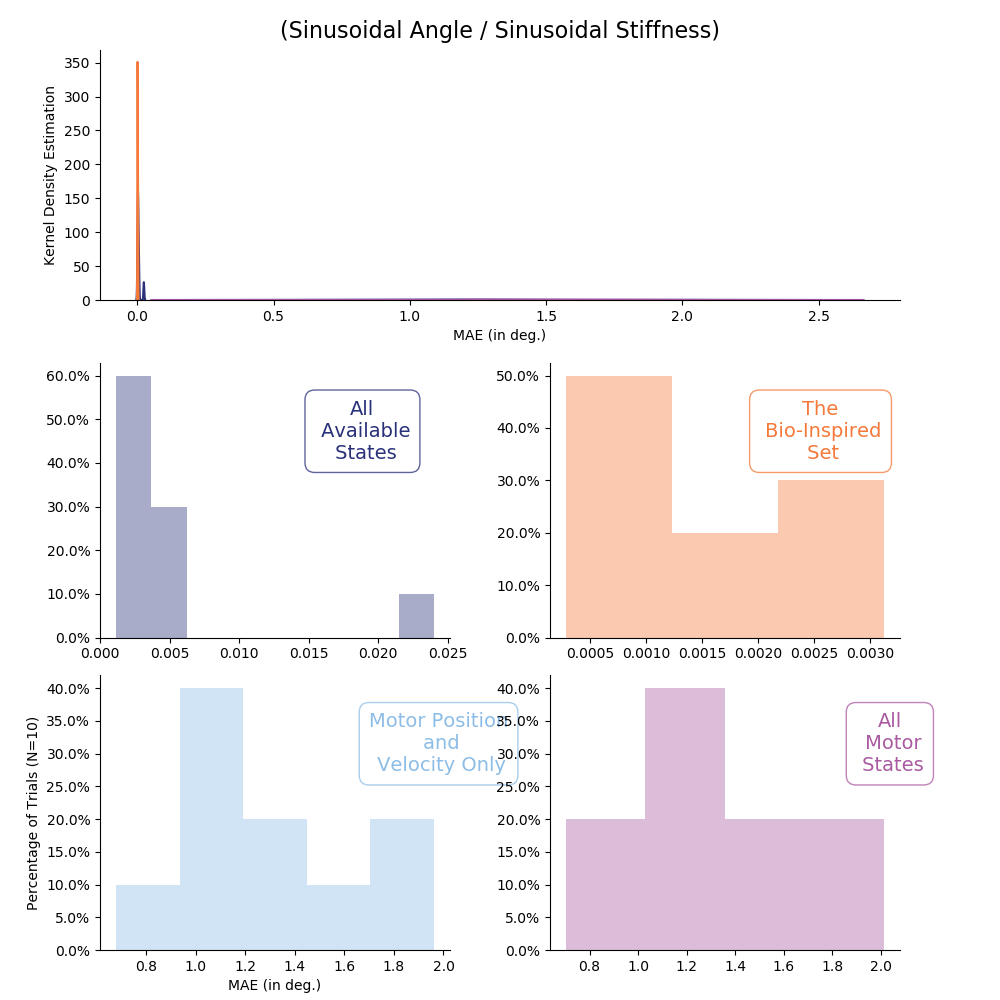 (Sinusoidal Angle / Sinusoidal Stiffness)
Kernel Density Estimation
350
300
250
200
150
100
50
0
0.0 0.5 1.0 1.5 2.0 2.5
MAE (in deg.)
60.0%
50.0%
40.0%
30.0%
20.0%
10.0%
0.0%
0.000 0.005 0.010 0.015 0.020 0.025
All
Available
States
50.0%
40.0%
30.0%
20.0%
10.0%
0.0%
0.0005 0.0010 0.0015 0.0020 0.0025 0.0030
The
Bio-Inspired
Set
Percentage of Trials (N=10)
40.0%
35.0%
30.0%
25.0%
20.0%
15.0%
10.0%
5.0%
0.0%
0.8 1.0 1.2 1.4 1.6 1.8 2.0
MAE (in deg.)
Motor Position
and
Velocity Only
40.0%
35.0%
30.0%
25.0%
20.0%
15.0%
10.0%
5.0%
0.0%
0.8 1.0 1.2 1.4 1.6 1.8 2.0
All
Motor
States